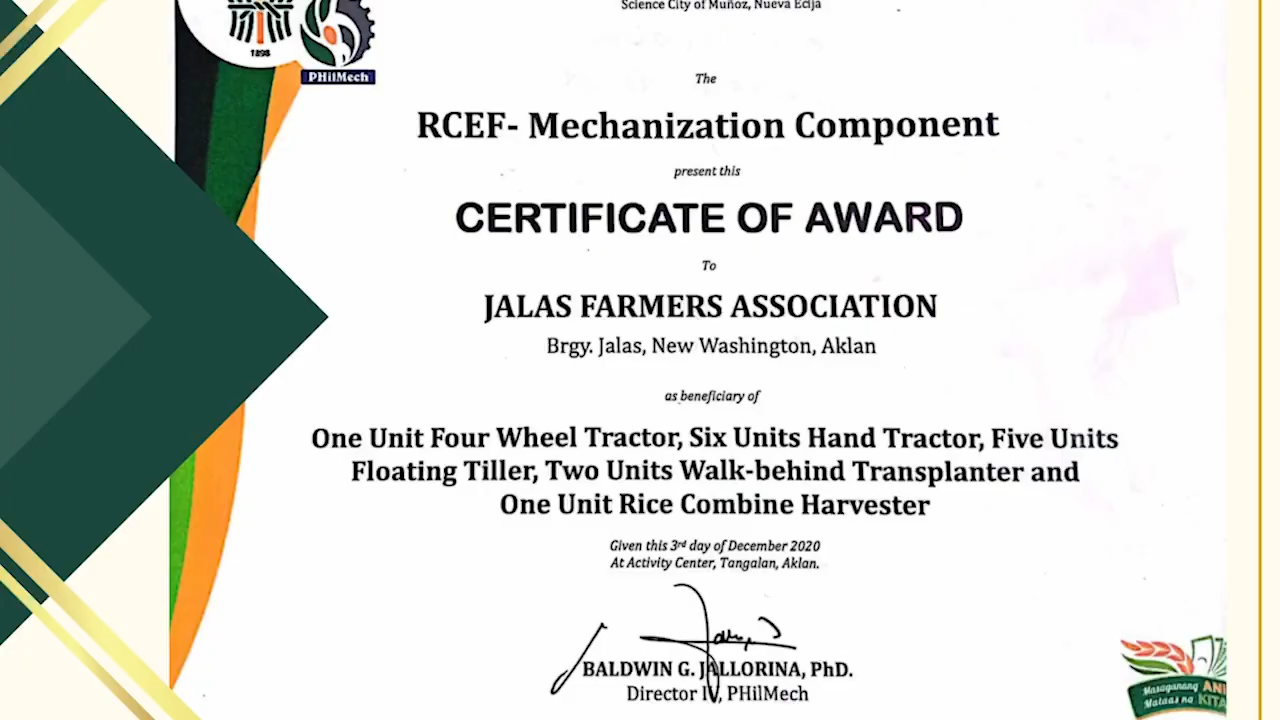 Science City of Muñoz, Nueva Ecija
1898
PHilMech
The
RCEF- Mechanization Component
present this
CERTIFICATE OF AWARD
To
JALAS FARMERS ASSOCIATION
Brgy. Jalas, New Washington, Aklan
as beneficiary of
One Unit Four Wheel Tractor, Six Units Hand Tractor, Five Units
Floating Tiller, Two Units Walk-behind Transplanter and
One Unit Rice Combine Harvester
Given this 3rd day of December 2020
At Activity Center, Tangalan, Aklan.
BALDWIN G. JALLORINA, PhD.
Director IV, PHilMech
Masaganang ANI
Mataas na KITA